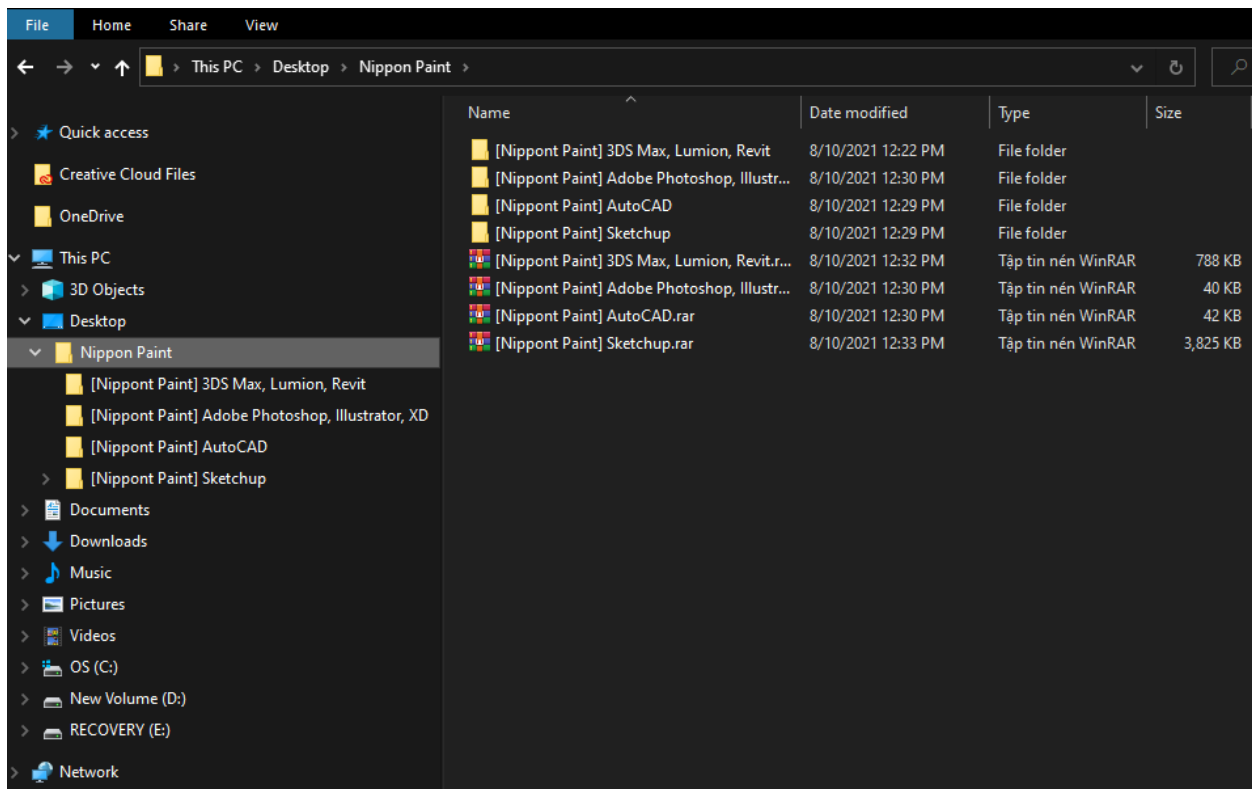 File Home Share View
This PC > Desktop > Nippon Paint >
Name Date modified Type Size
Quick access
Creative Cloud Files
OneDrive
This PC
3D Objects
Desktop
Nippon Paint
[Nippont Paint] 3DS Max, Lumion, Revit
[Nippont Paint] Adobe Photoshop, Illustrator, XD
[Nippont Paint] AutoCAD
[Nippont Paint] Sketchup
Documents
Downloads
Music
Pictures
Videos
OS (C:)
New Volume (D:)
RECOVERY (E:)
Network
[Nippont Paint] 3DS Max, Lumion, Revit 8/10/2021 12:22 PM File folder
[Nippont Paint] Adobe Photoshop, Illustr... 8/10/2021 12:30 PM File folder
[Nippont Paint] AutoCAD 8/10/2021 12:29 PM File folder
[Nippont Paint] Sketchup 8/10/2021 12:29 PM File folder
[Nippont Paint] 3DS Max, Lumion, Revit.r... 8/10/2021 12:32 PM Tập tin nén WinRAR 788 KB
[Nippont Paint] Adobe Photoshop, Illustr... 8/10/2021 12:30 PM Tập tin nén WinRAR 40 KB
[Nippont Paint] AutoCAD.rar 8/10/2021 12:30 PM Tập tin nén WinRAR 42 KB
[Nippont Paint] Sketchup.rar 8/10/2021 12:33 PM Tập tin nén WinRAR 3,825 KB